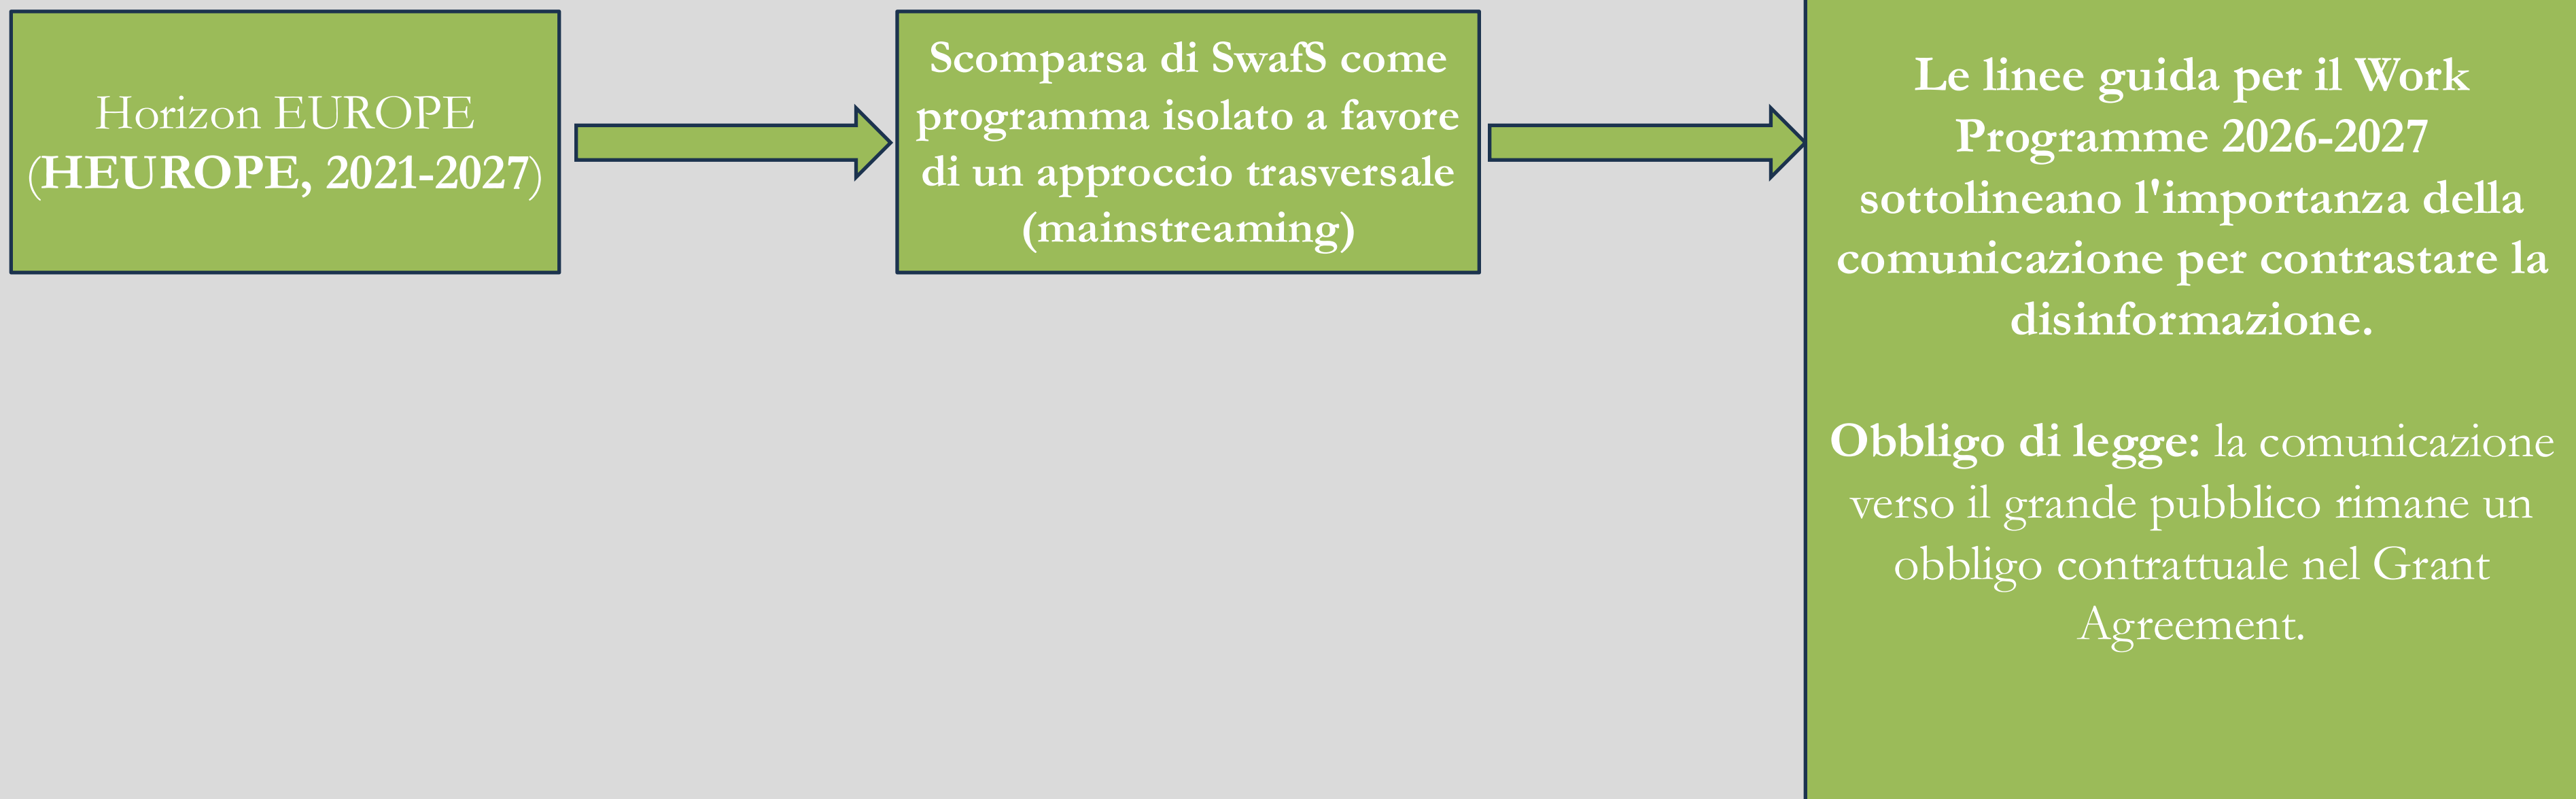 Horizon EUROPE
(HEUROPE, 2021-2027)
Scomparsa di SwafS come
programma isolato a favore
di un approccio trasversale
(mainstreaming)
Le linee guida per il Work
Programme 2026-2027
sottolineano l'importanza della
comunicazione per contrastare la
disinformazione.
Obbligo di legge: la comunicazione
verso il grande pubblico rimane un
obbligo contrattuale nel Grant
Agreement.